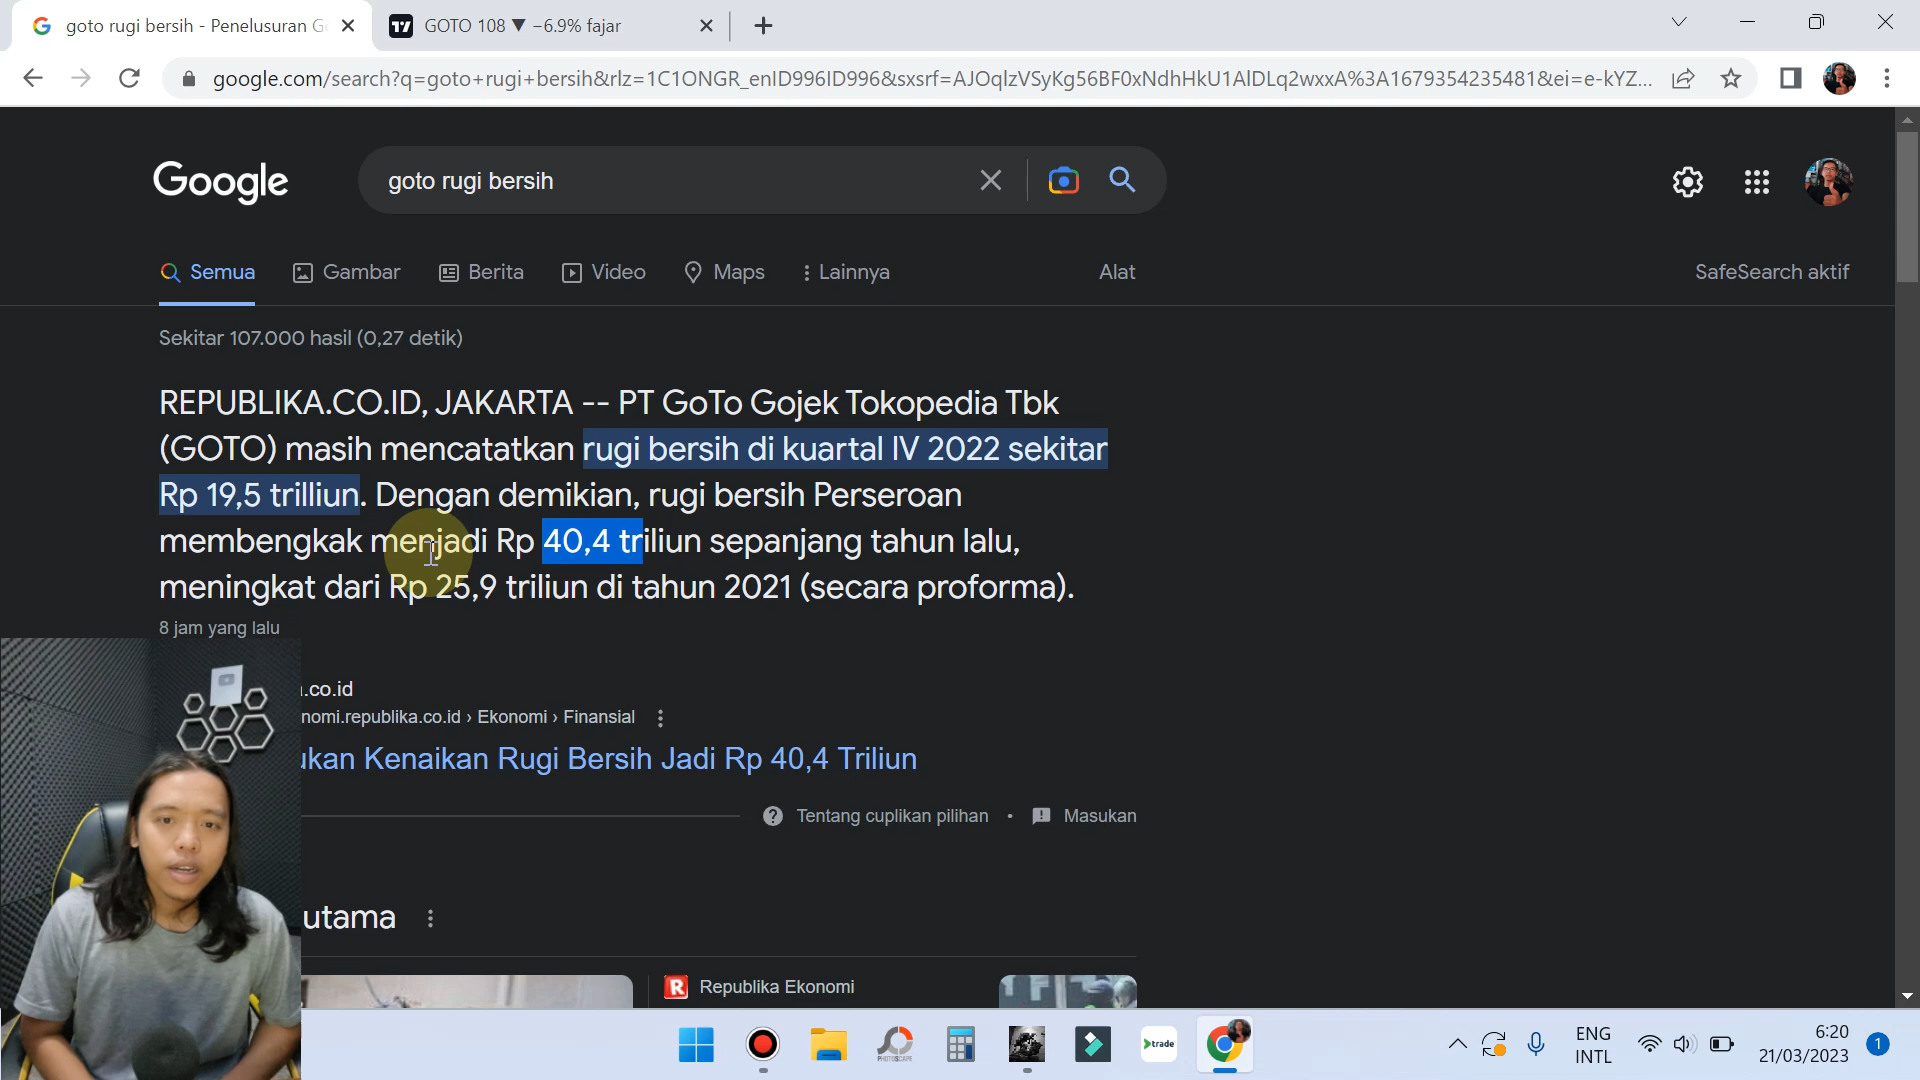 goto rugi bersih - Penelusuran G
GOTO 108 ▼ −6.9% fajar
google.com/search?q=goto+rugi+bersih&rlz=1C1ONGR_enID996ID996&sxsrf=AJOqlzVSyKg56BF0xNdhHkU1AlDLq2wxxA%3A1679354235481&ei=e-kYZ...
Google
goto rugi bersih
Semua
Gambar
Berita
Video
Maps
Lainnya
Alat
SafeSearch aktif
Sekitar 107.000 hasil (0,27 detik)
REPUBLIKA.CO.ID, JAKARTA -- PT GoTo Gojek Tokopedia Tbk
(GOTO) masih mencatatkan rugi bersih di kuartal IV 2022 sekitar
Rp 19,5 trilliun. Dengan demikian, rugi bersih Perseroan
membengkak menjadi Rp 40,4 triliun sepanjang tahun lalu,
meningkat dari Rp 25,9 triliun di tahun 2021 (secara proforma).
8 jam yang lalu
.co.id
nomi.republika.co.id › Ekonomi › Finansial
ukan Kenaikan Rugi Bersih Jadi Rp 40,4 Triliun
Tentang cuplikan pilihan • Masukan
utama
R Republika Ekonomi
PHOTOSCAPE
trade
ENG
INTL
6:20
21/03/2023
1